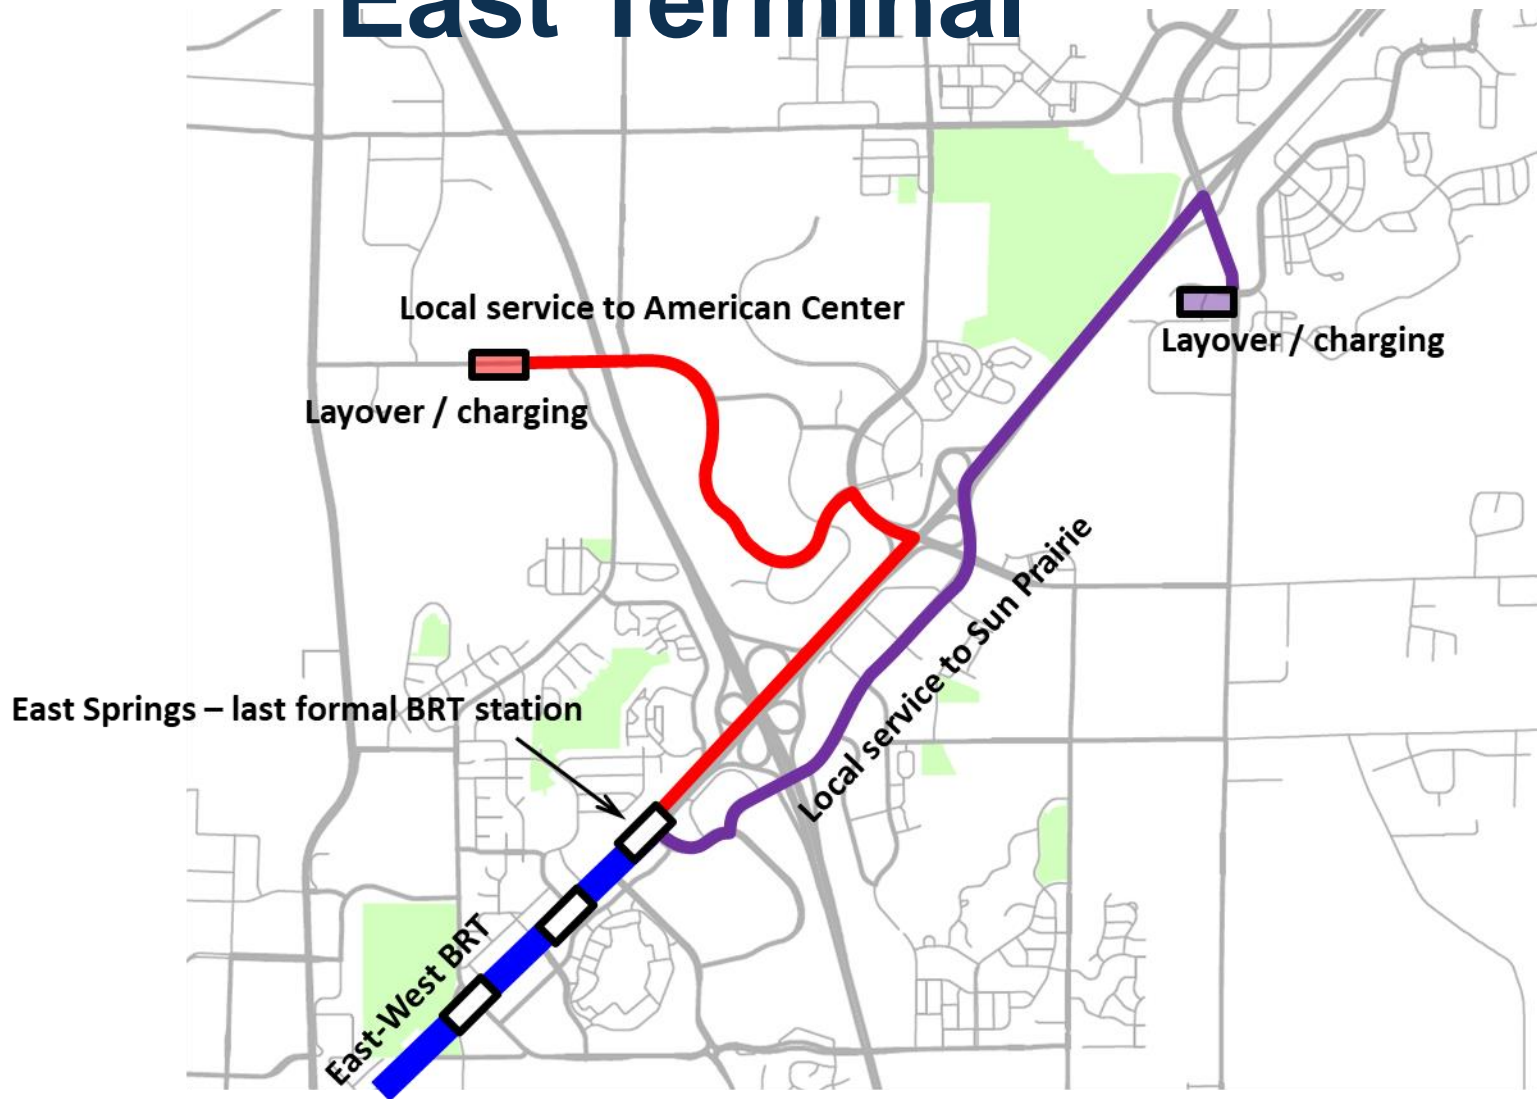 East Terminal
Local service to American Center
Layover / charging
Layover / charging
Local service to Sun Prairie
East Springs – last formal BRT station
East-West BRT